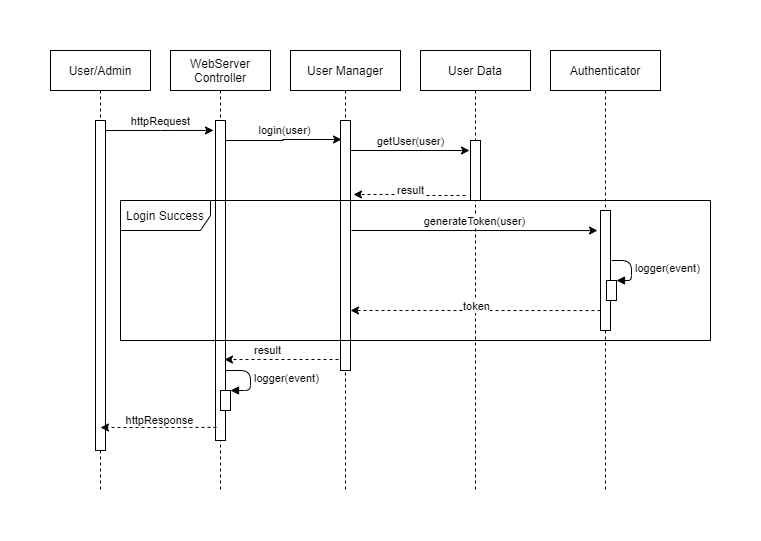 User/Admin
WebServer
Controller
User Manager
User Data
Authenticator
httpRequest
login(user)
getUser(user)
result
Login Success
generateToken(user)
logger(event)
token
result
logger(event)
httpResponse